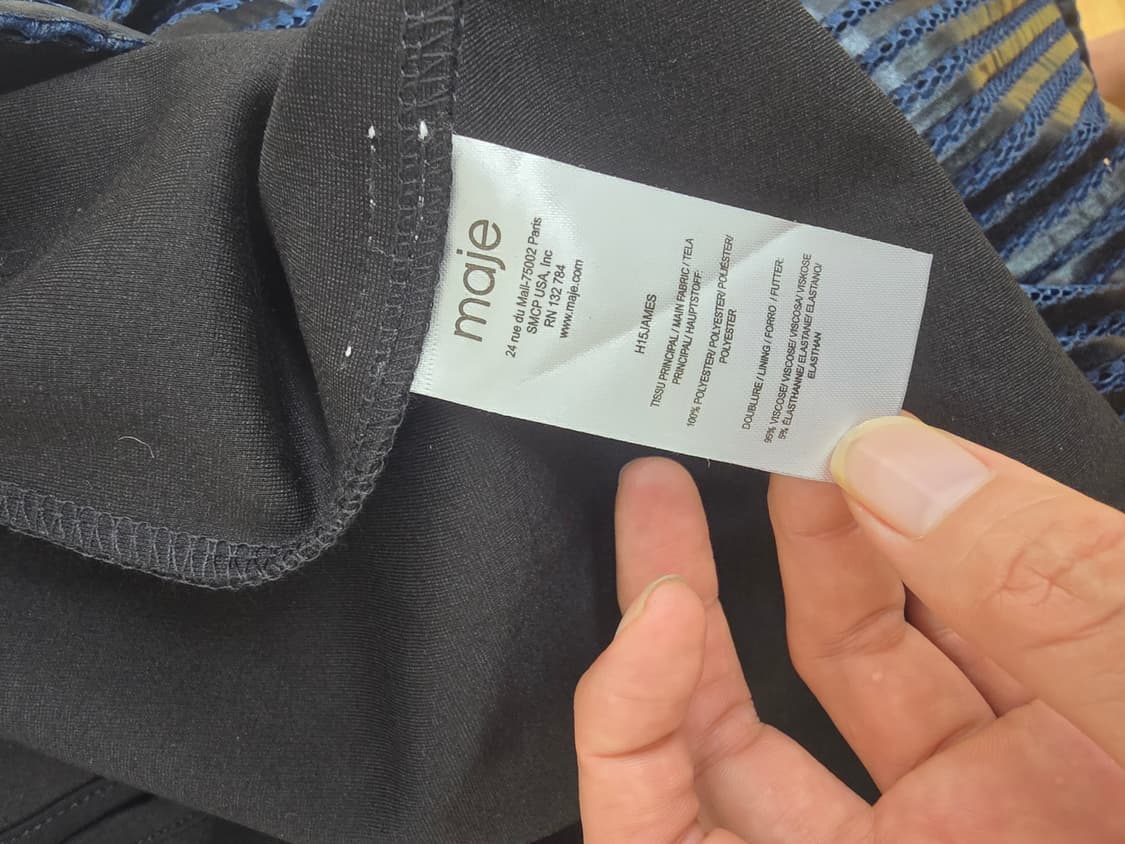 maje
24 rue du Mail-75002 Paris
SMCP USA, Inc
RN 132 784
www.maje.com
H15JAMES
TISSU PRINCIPAL / MAIN FABRIC / TELA
PRINCIPAL/ HAUPTSTOFF:
100% POLYESTER/ POLYESTER/ POLIÉSTER/
POLYESTER
DOUBLURE / LINING / FORRO / FUTTER:
95% VISCOSE/ VISCOSE/ VISCOSA/ VISKOSE
5% ÉLASTHANNE/ ELASTANE/ ELASTANO/
ELASTHAN